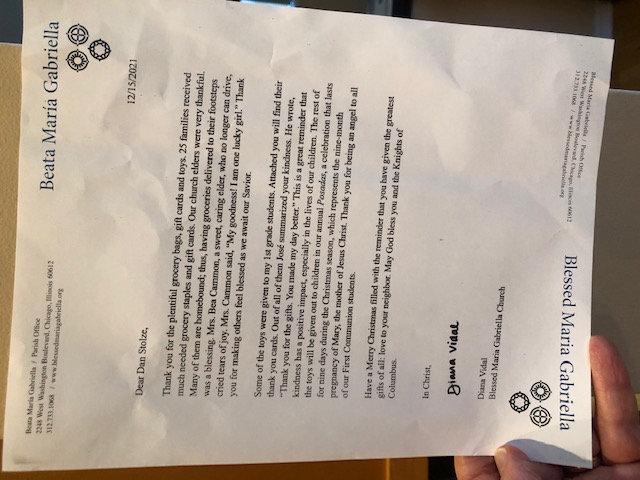 Beata María Gabriella / Parish Office
2248 West Washington Boulevard, Chicago, Illinois 60612
312.733.1068 / www.blessedmariagabriella.org
Beata María Gabriella
12/15/2021
Dear Dan Stolze,
Thank you for the plentiful grocery bags, gift cards and toys. 25 families received
much needed grocery staples and gift cards. Our church elders were very thankful.
Many of them are homebound; thus, having groceries delivered to their footsteps
was a blessing. Mrs. Bea Cammon, a sweet, caring elder, who no longer can drive,
cried tears of joy. Mrs. Cammon said, “My goodness! I am one lucky girl.” Thank
you for making others feel blessed as we await our Savior.
Some of the toys were given to my 1st grade students. Attached you will find their
thank you cards. Out of all of them José summarized your kindness. He wrote,
“Thank you for the gifts. You made my day better.” This is a great reminder that
kindness has a positive impact, especially in the lives of our children. The rest of
the toys will be given out to children in our annual Posadas, a celebration that lasts
for nine days during the Christmas season, which represents the nine-month
pregnancy of Mary, the mother of Jesus Christ. Thank you for being an angel to all
of our First Communion students.
Have a Merry Christmas filled with the reminder that you have given the greatest
gifts of all: love to your neighbor. May God bless you and the Knights of
Columbus.
In Christ,
Diana Vidal
Diana Vidal
Blessed Maria Gabriella Church
Blessed Maria Gabriella
Blessed Maria Gabriella / Parish Office
2248 West Washington Boulevard, Chicago, Illinois 60612
312.733.1068 / www.blessedmariagabriella.org